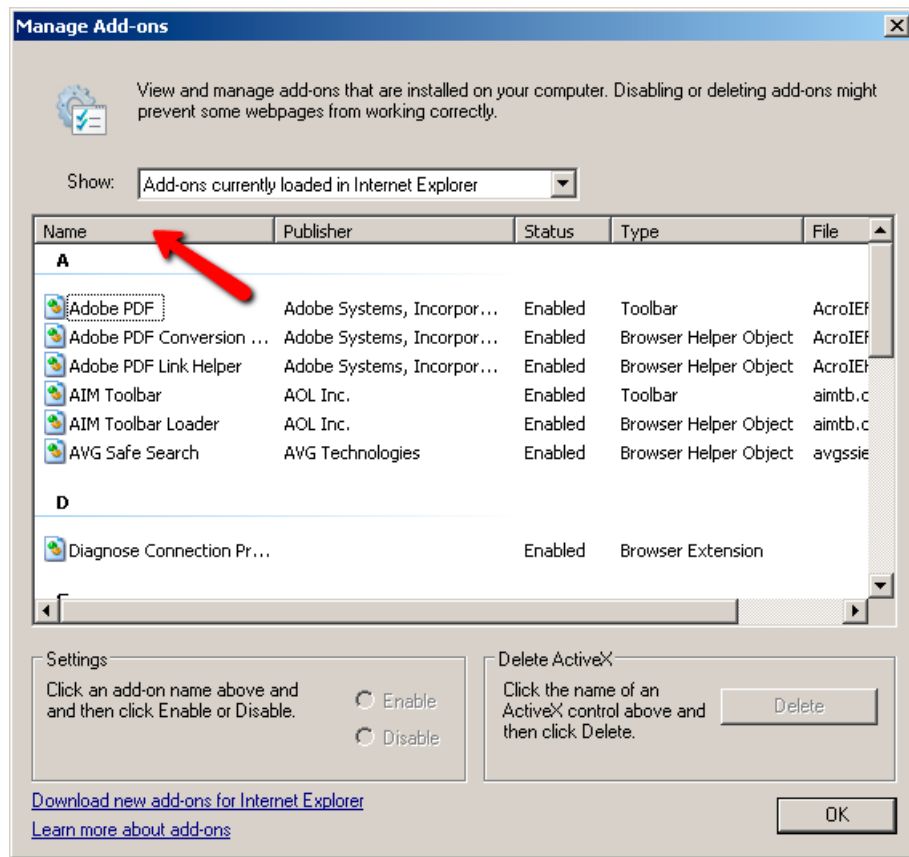 Manage Add-ons
View and manage add-ons that are installed on your computer. Disabling or deleting add-ons might
prevent some webpages from working correctly.
Show: Add-ons currently loaded in Internet Explorer
Name Publisher Status Type File
A
Adobe PDF Adobe Systems, Incorpor... Enabled Toolbar AcroIEF
Adobe PDF Conversion ... Adobe Systems, Incorpor... Enabled Browser Helper Object AcroIEF
Adobe PDF Link Helper Adobe Systems, Incorpor... Enabled Browser Helper Object AcroIEH
AIM Toolbar AOL Inc. Enabled Toolbar aimtb.c
AIM Toolbar Loader AOL Inc. Enabled Browser Helper Object aimtb.c
AVG Safe Search AVG Technologies Enabled Browser Helper Object avgssie
D
Diagnose Connection Pr... Enabled Browser Extension
Settings
Click an add-on name above and
and then click Enable or Disable.
Enable
Disable
Delete ActiveX
Click the name of an
ActiveX control above and
then click Delete.
Delete
Download new add-ons for Internet Explorer
Learn more about add-ons
OK